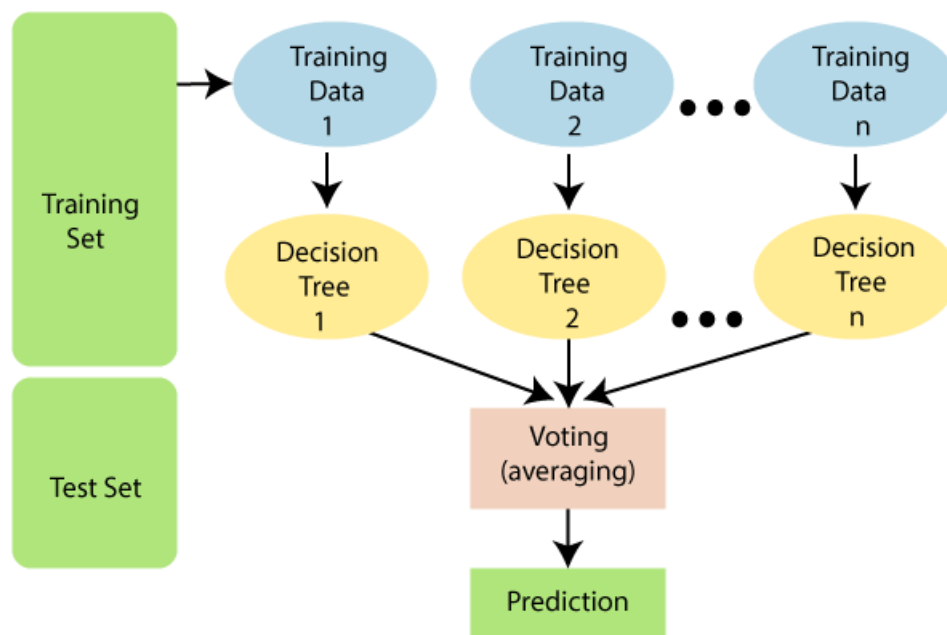 Training
Data
1
Training
Data
2
Training
Data
n
Training
Set
Decision
Tree
1
Decision
Tree
2
Decision
Tree
n
Voting
(averaging)
Test Set
Prediction